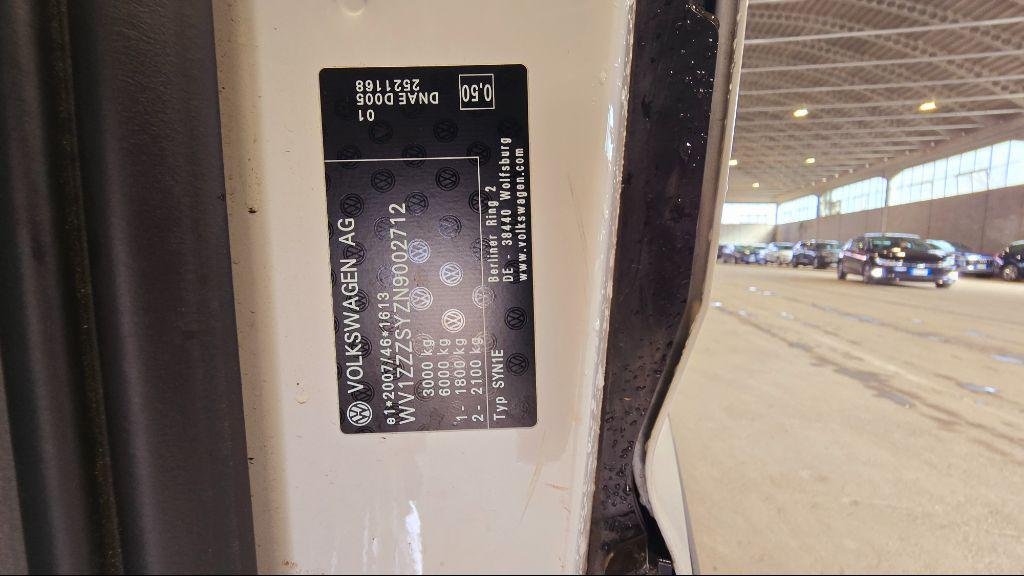 VOLKSWAGEN AG
e1*2007/46*1613
WV1ZZZSYZN9002712
3000 kg
6000 kg
1 - 1800 kg
2 - 2100 kg
Typ SYN1E
Berliner Ring 2
DE - 38440 Wolfsburg
www.volkswagen.com
01
DNAE D005
2521168
0.50